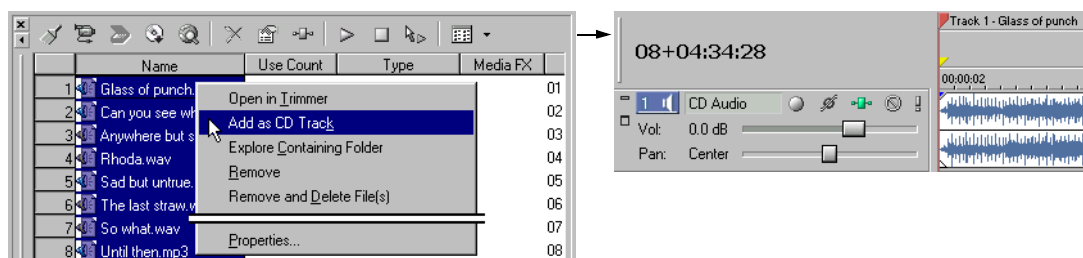 Name Use Count Type Media FX
1 Glass of punch. 01
2 Can you see wh 02
3 Anywhere but s 03
4 Rhoda.wav 04
5 Sad but untrue. 05
6 The last straw.w 06
7 So what.wav 07
8 Until then.mp3 08
Open in Trimmer
Add as CD Track
Explore Containing Folder
Remove
Remove and Delete File(s)
Properties...
08+04:34:28
Track 1 - Glass of punch
00:00:02
1 CD Audio
Vol: 0.0 dB
Pan: Center